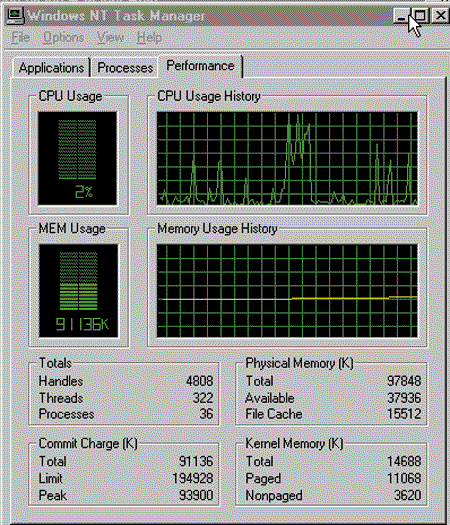 Windows NT Task Manager
File Options View Help
Applications Processes Performance
CPU Usage CPU Usage History
2%
MEM Usage Memory Usage History
91136K
Totals
Handles 4808
Threads 322
Processes 36
Physical Memory (K)
Total 97848
Available 37936
File Cache 15512
Commit Charge (K)
Total 91136
Limit 194928
Peak 93900
Kernel Memory (K)
Total 14688
Paged 11068
Nonpaged 3620